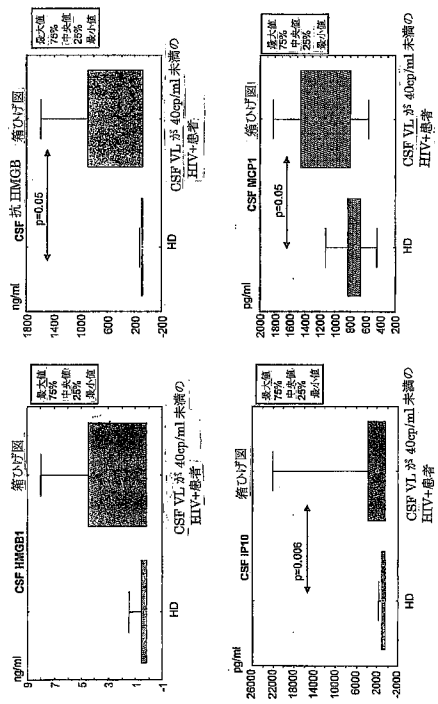 CSF HMGB1
箱ひげ図
ng/ml
最大値
75%
中央値
25%
最小値
9
7
5
3
1
-1
HD
CSF VL が 40cp/ml 未満の
HIV+患者
CSF 抗 HMGB
箱ひげ図
ng/ml
最大値
75%
中央値
25%
最小値
p=0.05
1800
1400
1000
600
200
-200
HD
CSF VL が 40cp/ml 未満の
HIV+患者
CSF iP10
箱ひげ図
pg/ml
最大値
75%
中央値
25%
最小値
p=0.006
26000
22000
18000
14000
10000
6000
2000
-2000
HD
CSF VL が 40cp/ml 未満の
HIV+患者
CSF MCP1
箱ひげ図
pg/ml
最大値
75%
中央値
25%
最小値
p=0.05
2000
1800
1600
1400
1200
1000
800
600
400
200
HD
CSF VL が 40cp/ml 未満の
HIV+患者